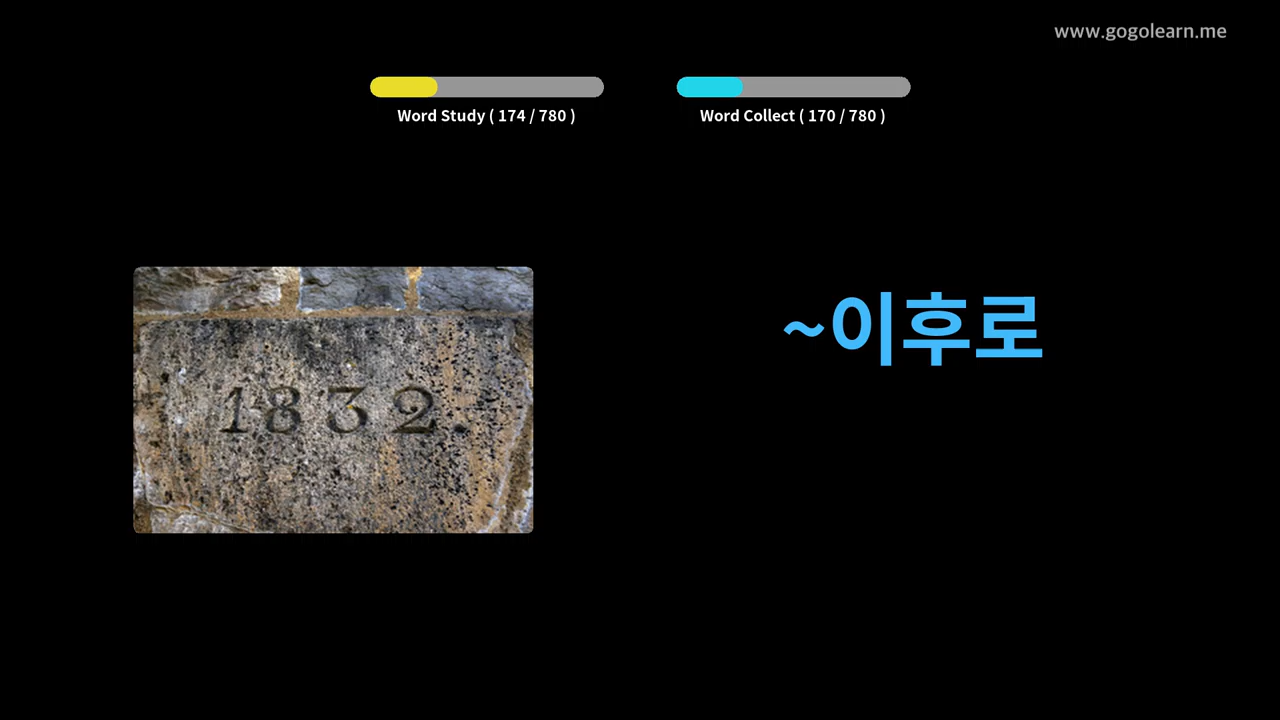 www.gogolearn.me
Word Study ( 174 / 780 )
Word Collect ( 170 / 780 )
~이후로
1832.